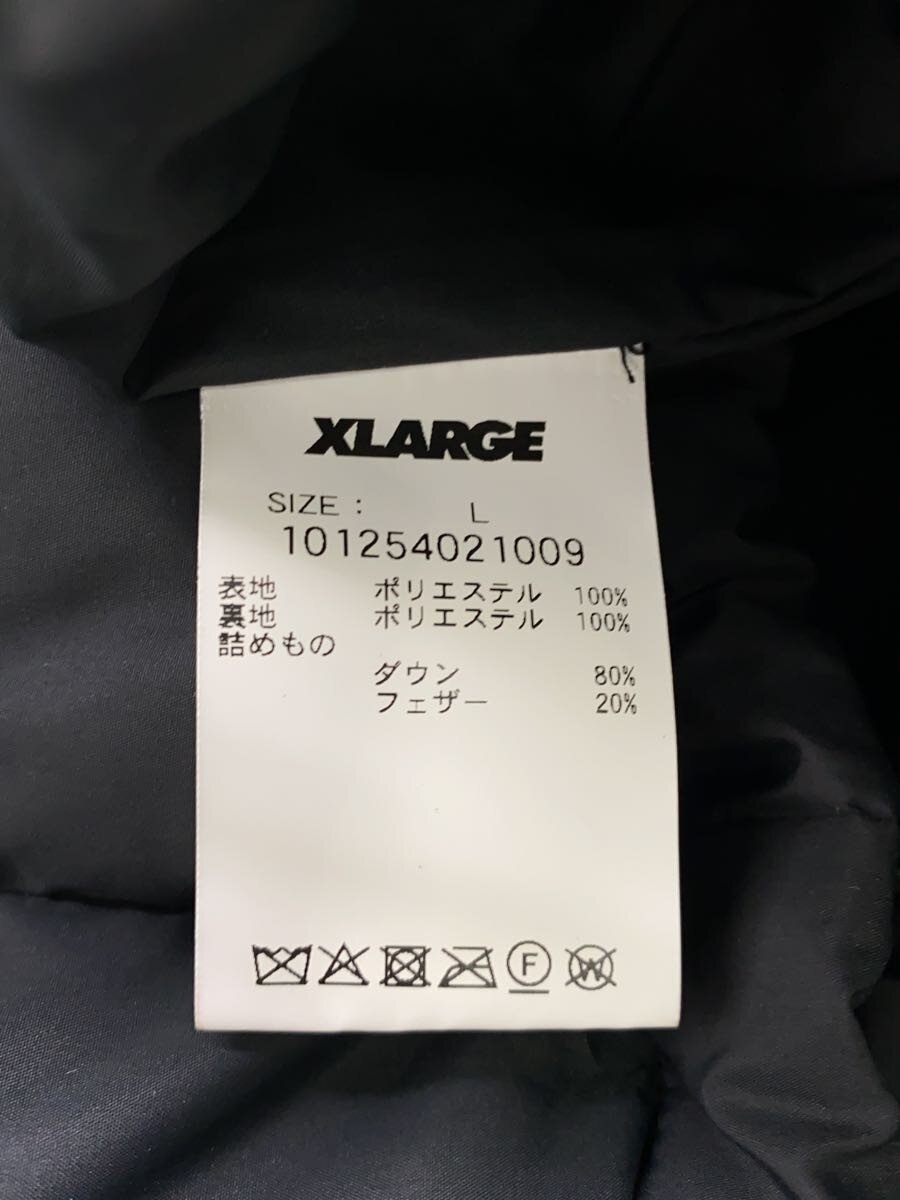 XLARGE
SIZE : L
101254021009
表地 ポリエステル 100%
裏地 ポリエステル 100%
詰めもの
ダウン 80%
フェザー 20%
F W